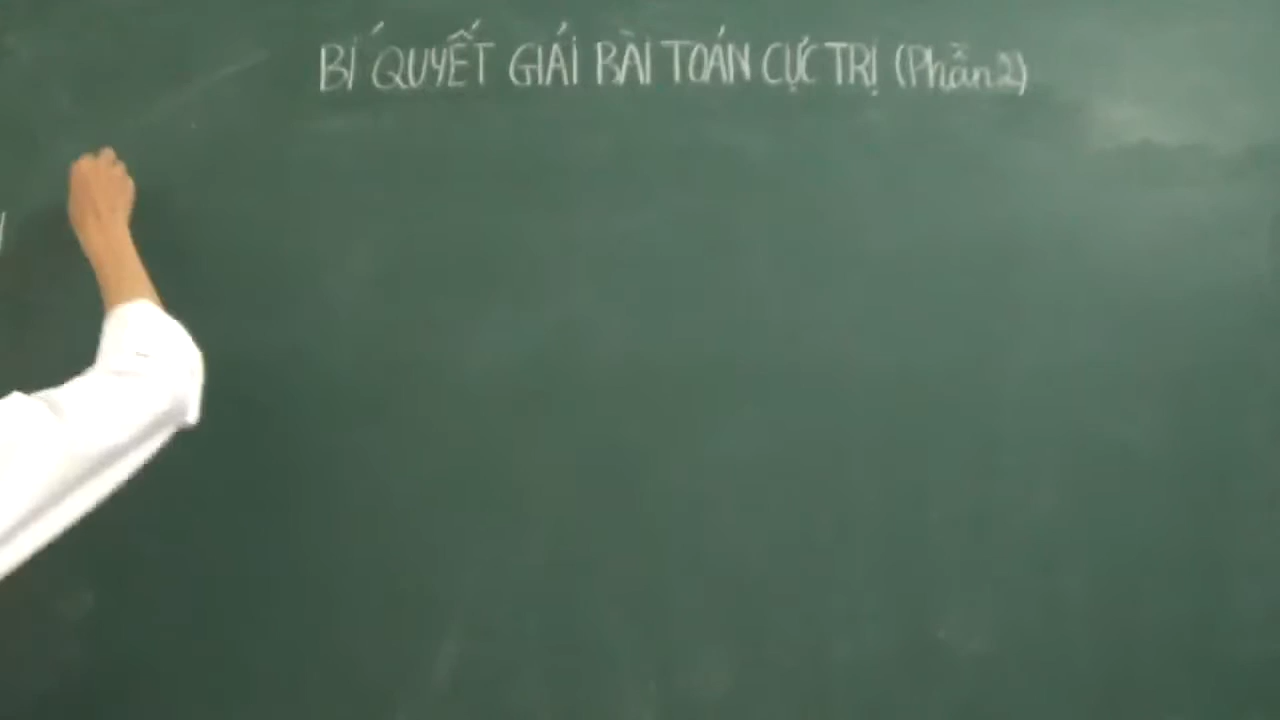 BÍ QUYẾT GIẢI BÀI TOÁN CỰC TRỊ (Phần 2)